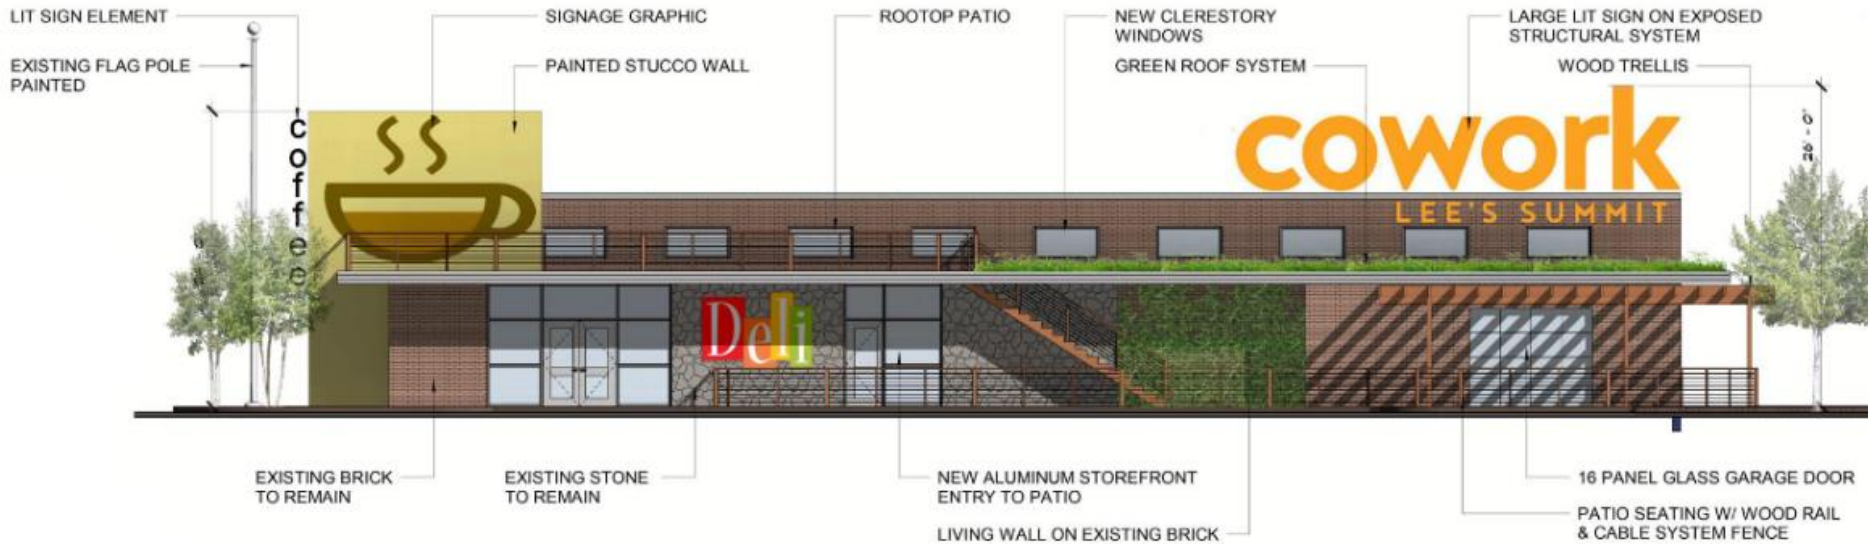 LIT SIGN ELEMENT
SIGNAGE GRAPHIC
ROOTOP PATIO
NEW CLERESTORY
WINDOWS
LARGE LIT SIGN ON EXPOSED
STRUCTURAL SYSTEM
EXISTING FLAG POLE
PAINTED
PAINTED STUCCO WALL
GREEN ROOF SYSTEM
WOOD TRELLIS
coffee
cowork
LEE'S SUMMIT
26' - 0"
Deli
EXISTING BRICK
TO REMAIN
EXISTING STONE
TO REMAIN
NEW ALUMINUM STOREFRONT
ENTRY TO PATIO
LIVING WALL ON EXISTING BRICK
16 PANEL GLASS GARAGE DOOR
PATIO SEATING W/ WOOD RAIL
& CABLE SYSTEM FENCE